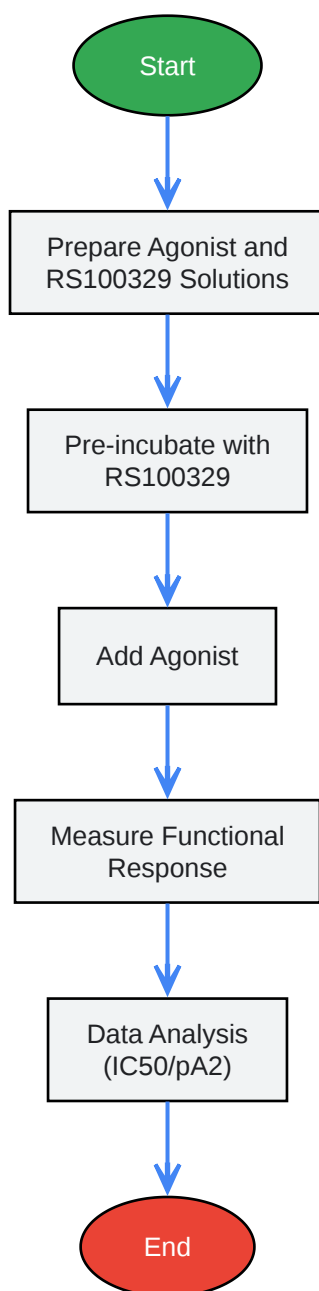 Start
Prepare Agonist and
RS100329 Solutions
Pre-incubate with
RS100329
Add Agonist
Measure Functional
Response
Data Analysis
(IC50/pA2)
End